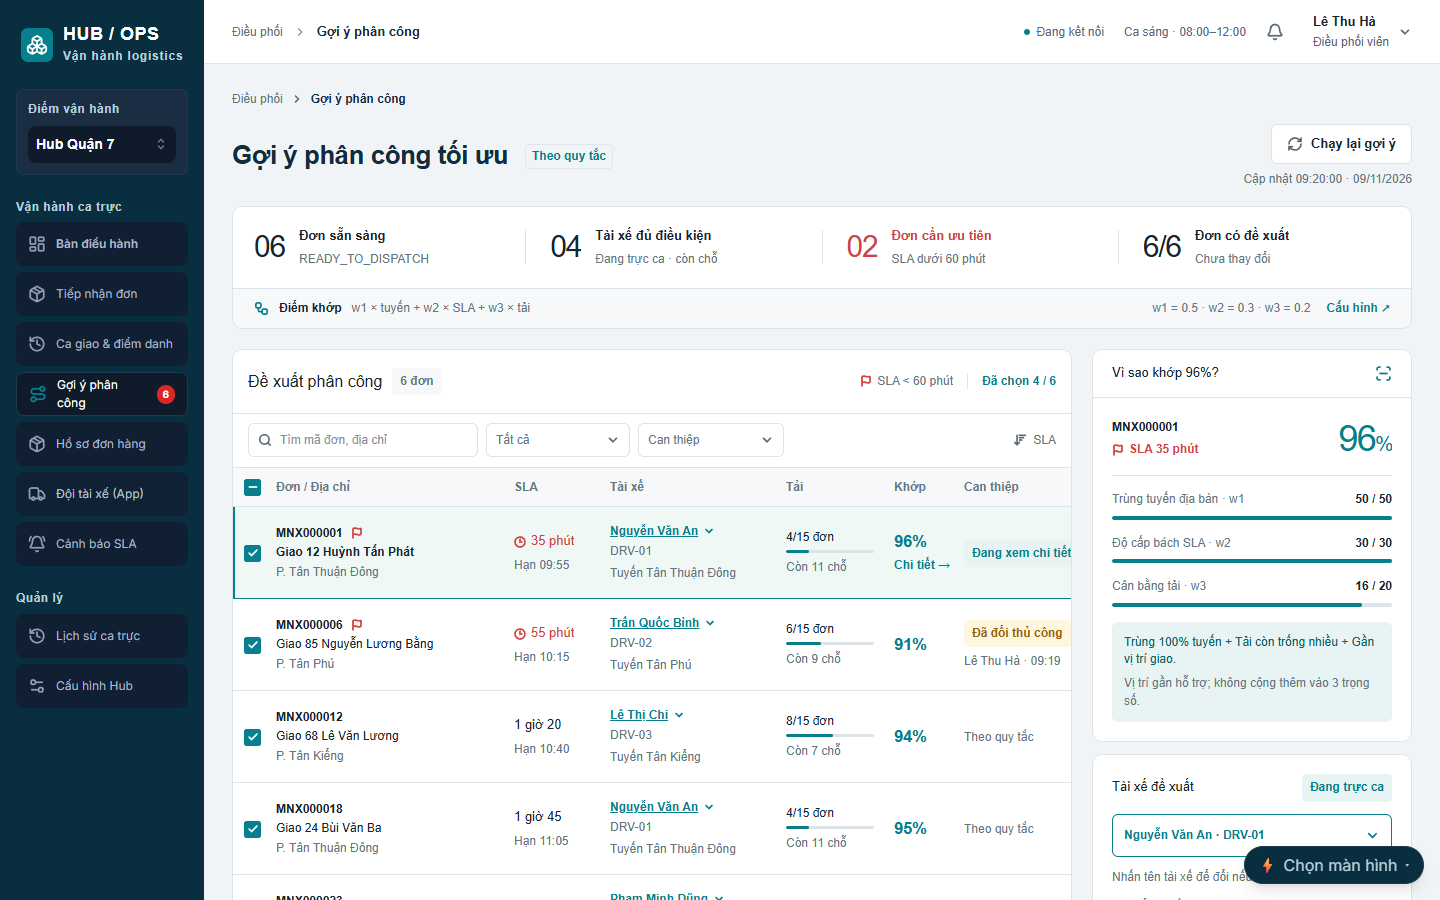 HUB / OPS
Vận hành logistics
Điểm vận hành
Hub Quận 7
Vận hành ca trực
Bàn điều hành
Tiếp nhận đơn
Ca giao & điểm danh
Gợi ý phân công
6
Hồ sơ đơn hàng
Đội tài xế (App)
Cảnh báo SLA
Quản lý
Lịch sử ca trực
Cấu hình Hub
Điều phối > Gợi ý phân công
Đang kết nối
Ca sáng · 08:00–12:00
Lê Thu Hà
Điều phối viên
Điều phối > Gợi ý phân công
Gợi ý phân công tối ưu
Theo quy tắc
Chạy lại gợi ý
Cập nhật 09:20:00 · 09/11/2026
06 Đơn sẵn sàng
READY_TO_DISPATCH
04 Tài xế đủ điều kiện
Đang trực ca · còn chỗ
02 Đơn cần ưu tiên
SLA dưới 60 phút
6/6 Đơn có đề xuất
Chưa thay đổi
Điểm khớp w1 × tuyến + w2 × SLA + w3 × tải
w1 = 0.5 · w2 = 0.3 · w3 = 0.2 Cấu hình ↗
Đề xuất phân công 6 đơn
SLA < 60 phút
Đã chọn 4 / 6
Tìm mã đơn, địa chỉ
Tất cả
Can thiệp
SLA
Đơn / Địa chỉ SLA Tài xế Tải Khớp Can thiệp
MNX000001
Giao 12 Huỳnh Tấn Phát
P. Tân Thuận Đông
35 phút
Hạn 09:55
Nguyễn Văn An
DRV-01
Tuyến Tân Thuận Đông
4/15 đơn
Còn 11 chỗ
96%
Chi tiết →
Đang xem chi tiết
MNX000006
Giao 85 Nguyễn Lương Bằng
P. Tân Phú
55 phút
Hạn 10:15
Trần Quốc Bình
DRV-02
Tuyến Tân Phú
6/15 đơn
Còn 9 chỗ
91%
Đã đổi thủ công
Lê Thu Hà · 09:19
MNX000012
Giao 68 Lê Văn Lương
P. Tân Kiểng
1 giờ 20
Hạn 10:40
Lê Thị Chi
DRV-03
Tuyến Tân Kiểng
8/15 đơn
Còn 7 chỗ
94%
Theo quy tắc
MNX000018
Giao 24 Bùi Văn Ba
P. Tân Thuận Đông
1 giờ 45
Hạn 11:05
Nguyễn Văn An
DRV-01
Tuyến Tân Thuận Đông
4/15 đơn
Còn 11 chỗ
95%
Theo quy tắc
MNX000023
Phạm Minh Dũng
Vì sao khớp 96%?
MNX000001
SLA 35 phút
96%
Trùng tuyến địa bàn · w1 50 / 50
Độ cấp bách SLA · w2 30 / 30
Cân bằng tải · w3 16 / 20
Trùng 100% tuyến + Tải còn trống nhiều + Gần
vị trí giao.
Vị trí gần hỗ trợ; không cộng thêm vào 3 trọng
số.
Tài xế đề xuất
Đang trực ca
Nguyễn Văn An · DRV-01
Nhấn tên tài xế để đổi nếu
Chọn màn hình